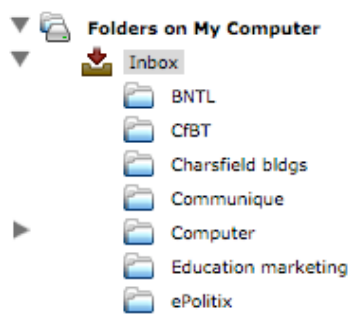 Folders on My Computer
Inbox
BNTL
CfBT
Charsfield bldgs
Communique
Computer
Education marketing
ePolitix